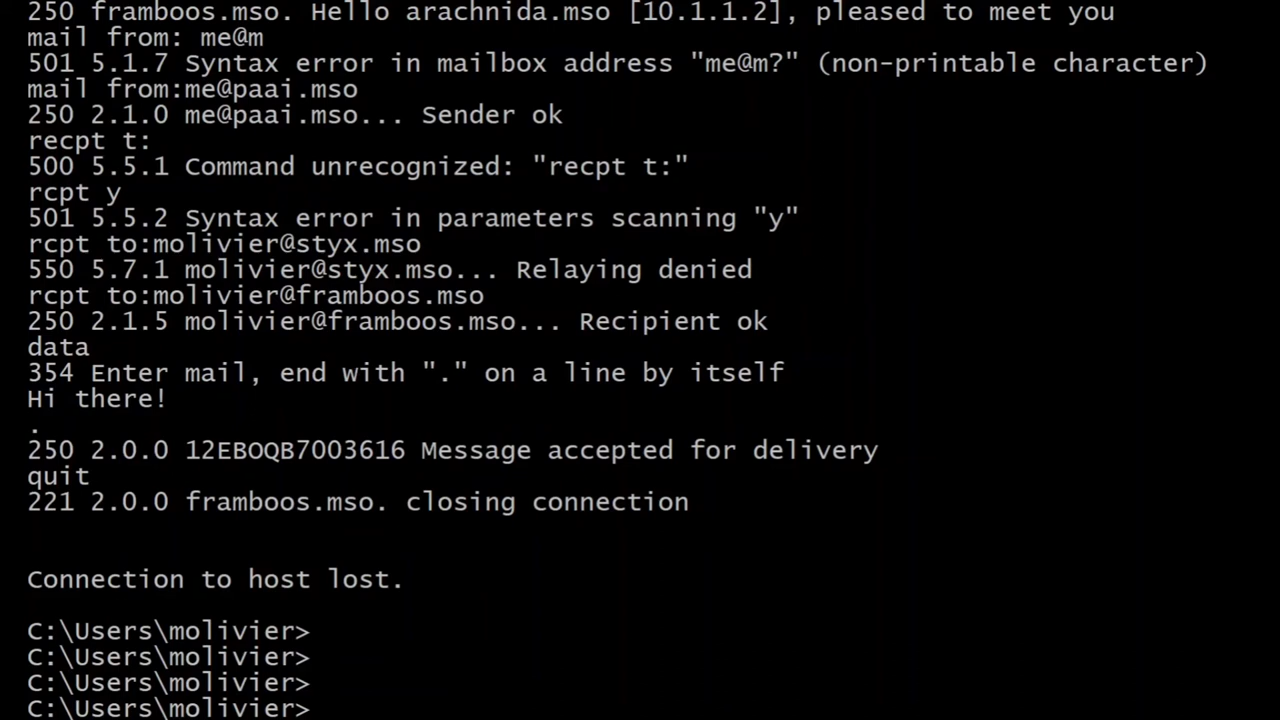 250 framboos.mso. Hello arachnida.mso [10.1.1.2], pleased to meet you
mail from: me@m
501 5.1.7 Syntax error in mailbox address "me@m?" (non-printable character)
mail from:me@paai.mso
250 2.1.0 me@paai.mso... Sender ok
recpt t:
500 5.5.1 Command unrecognized: "recpt t:"
rcpt y
501 5.5.2 Syntax error in parameters scanning "y"
rcpt to:molivier@styx.mso
550 5.7.1 molivier@styx.mso... Relaying denied
rcpt to:molivier@framboos.mso
250 2.1.5 molivier@framboos.mso... Recipient ok
data
354 Enter mail, end with "." on a line by itself
Hi there!
.
250 2.0.0 12EBOQB7003616 Message accepted for delivery
quit
221 2.0.0 framboos.mso. closing connection
Connection to host lost.
C:\Users\molivier>
C:\Users\molivier>
C:\Users\molivier>
C:\Users\molivier>